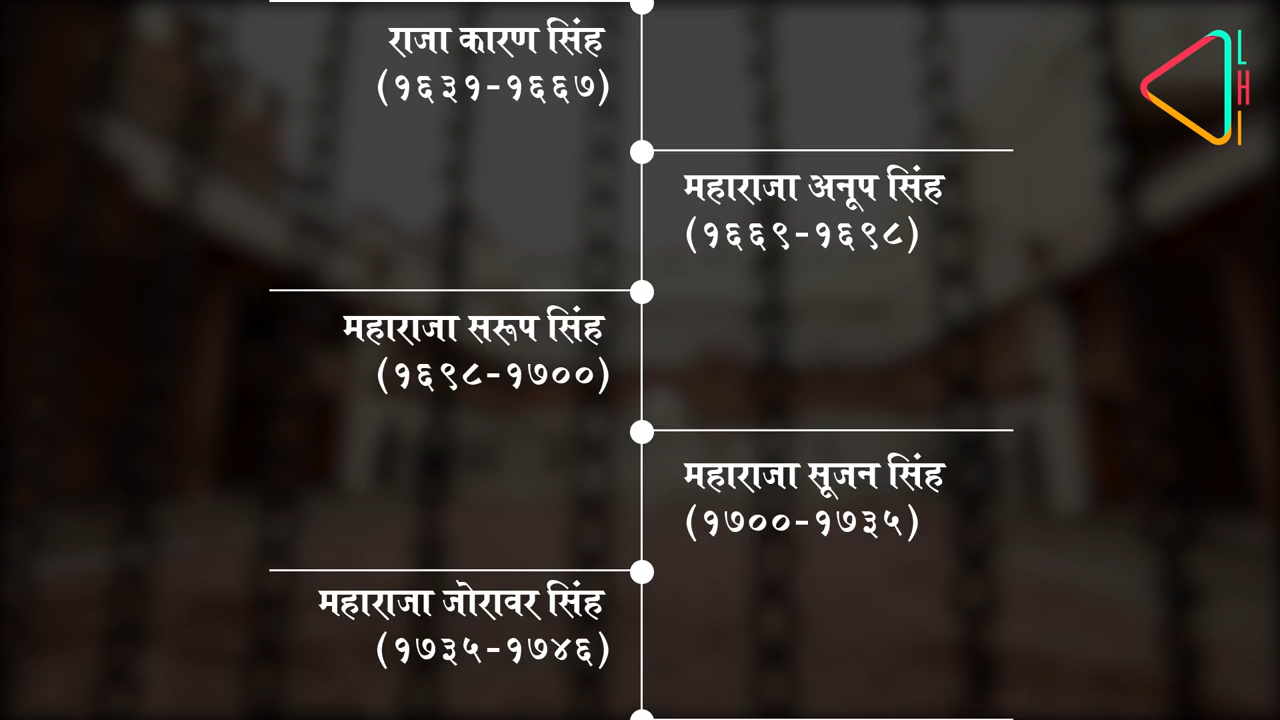 राजा कारण सिंह
(१६३१-१६६७)
महाराजा अनूप सिंह
(१६६९-१६९८)
महाराजा सरूप सिंह
(१६९८-१७००)
महाराजा सूजन सिंह
(१७००-१७३५)
महाराजा जोरावर सिंह
(१७३५-१७४६)
L
H
I